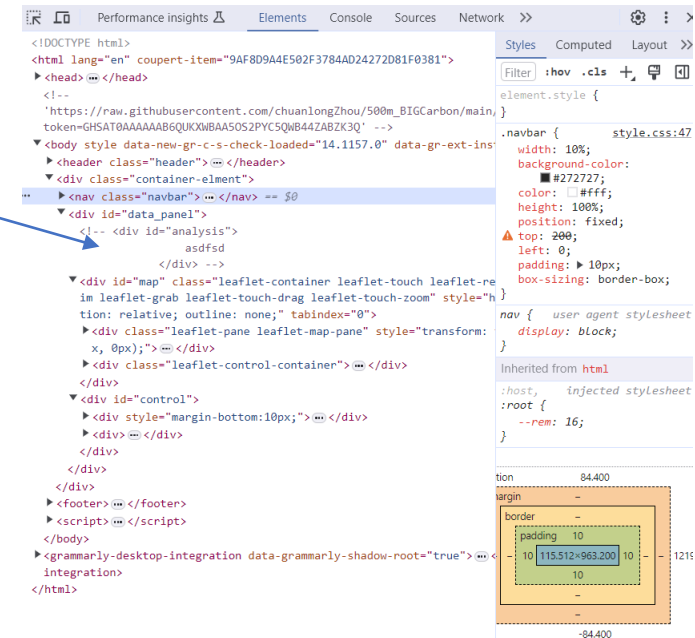 Performance insights Elements Console Sources Network
<!DOCTYPE html>
<html lang="en" coupert-item="9AF8D9A4E502F3784AD24272D81F0381">
<head> … </head>
<!--
'https://raw.githubusercontent.com/chuanlongZhou/500m_BIGCarbon/main/
token=GHSAT0AAAAAAB6QUKXWBAA5OS2PYC5QWB44ZABZK3Q' -->
<body style data-new-gr-c-s-check-loaded="14.1157.0" data-gr-ext-inst
<header class="header"> … </header>
<div class="container-elment">
<nav class="navbar"> … </nav> == $0
<div id="data_panel">
<!-- <div id="analysis">
asdfsd
</div> -->
<div id="map" class="leaflet-container leaflet-touch leaflet-re
im leaflet-grab leaflet-touch-drag leaflet-touch-zoom" style="h
tion: relative; outline: none;" tabindex="0">
<div class="leaflet-pane leaflet-map-pane" style="transform:
x, 0px);"> … </div>
<div class="leaflet-control-container"> … </div>
</div>
<div id="control">
<div style="margin-bottom:10px;"> … </div>
<div> … </div>
</div>
</div>
</div>
<footer> … </footer>
<script> … </script>
</body>
<grammarly-desktop-integration data-grammarly-shadow-root="true"> … <
integration>
</html>
Styles Computed Layout
Filter :hov .cls
element.style {
}
.navbar { style.css:47
width: 10%;
background-color:
#272727;
color: #fff;
height: 100%;
position: fixed;
top: 200;
left: 0;
padding: 10px;
box-sizing: border-box;
}
nav { user agent stylesheet
display: block;
}
Inherited from html
:host, injected stylesheet
:root {
--rem: 16;
}
tion 84.400
margin –
border –
padding 10
– 10 115.512×963.200 10 – – 1219
10
–
–
-84.400